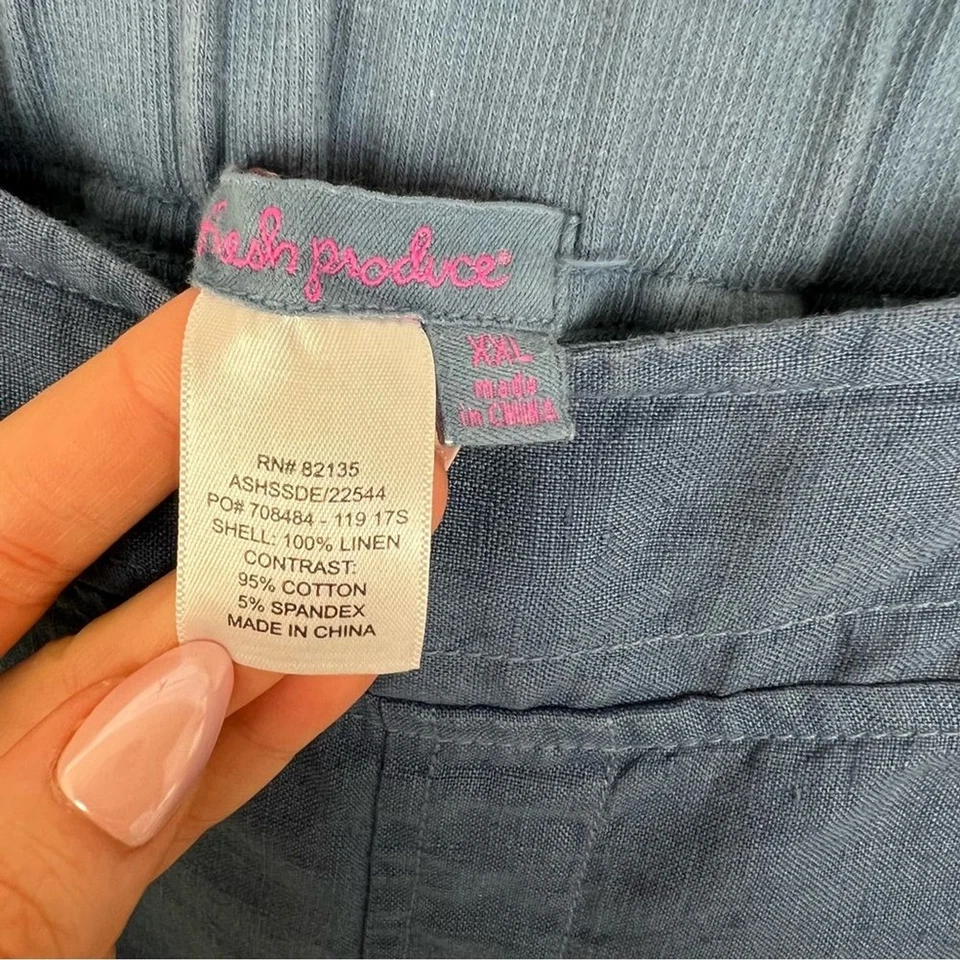 fresh produce®
XXL
made
in CHINA
RN# 82135
ASHSSDE/22544
PO# 708484 - 119 17S
SHELL: 100% LINEN
CONTRAST:
95% COTTON
5% SPANDEX
MADE IN CHINA